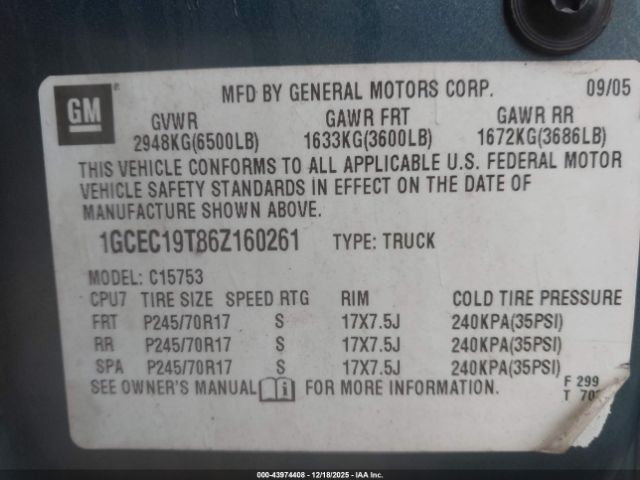 GM
MFD BY GENERAL MOTORS CORP. 09/05
GVWR GAWR FRT GAWR RR
2948KG(6500LB) 1633KG(3600LB) 1672KG(3686LB)
THIS VEHICLE CONFORMS TO ALL APPLICABLE U.S. FEDERAL MOTOR
VEHICLE SAFETY STANDARDS IN EFFECT ON THE DATE OF
MANUFACTURE SHOWN ABOVE.
1GCEC19T86Z160261 TYPE: TRUCK
MODEL: C15753
CPU7 TIRE SIZE SPEED RTG RIM COLD TIRE PRESSURE
FRT P245/70R17 S 17X7.5J 240KPA(35PSI)
RR P245/70R17 S 17X7.5J 240KPA(35PSI)
SPA P245/70R17 S 17X7.5J 240KPA(35PSI)
SEE OWNER'S MANUAL i FOR MORE INFORMATION.
F 299
T
000-43974408 - 12/18/2025 - IAA Inc.